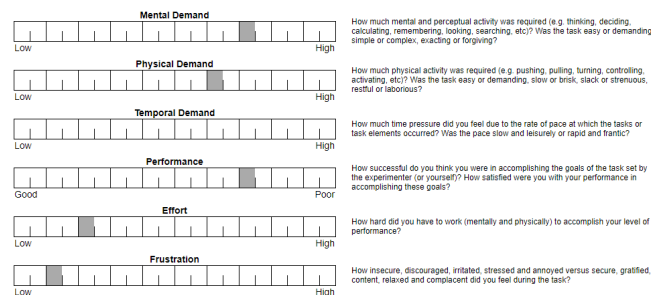 Mental Demand
Low High
How much mental and perceptual activity was required (e.g. thinking, deciding,
calculating, remembering, looking, searching, etc)? Was the task easy or demanding,
simple or complex, exacting or forgiving?
Physical Demand
Low High
How much physical activity was required (e.g. pushing, pulling, turning, controlling,
activating, etc)? Was the task easy or demanding, slow or brisk, slack or strenuous,
restful or laborious?
Temporal Demand
Low High
How much time pressure did you feel due to the rate of pace at which the tasks or
task elements occurred? Was the pace slow and leisurely or rapid and frantic?
Performance
Good Poor
How successful do you think you were in accomplishing the goals of the task set by
the experimenter (or yourself)? How satisfied were you with your performance in
accomplishing these goals?
Effort
Low High
How hard did you have to work (mentally and physically) to accomplish your level of
performance?
Frustration
Low High
How insecure, discouraged, irritated, stressed and annoyed versus secure, gratified,
content, relaxed and complacent did you feel during the task?